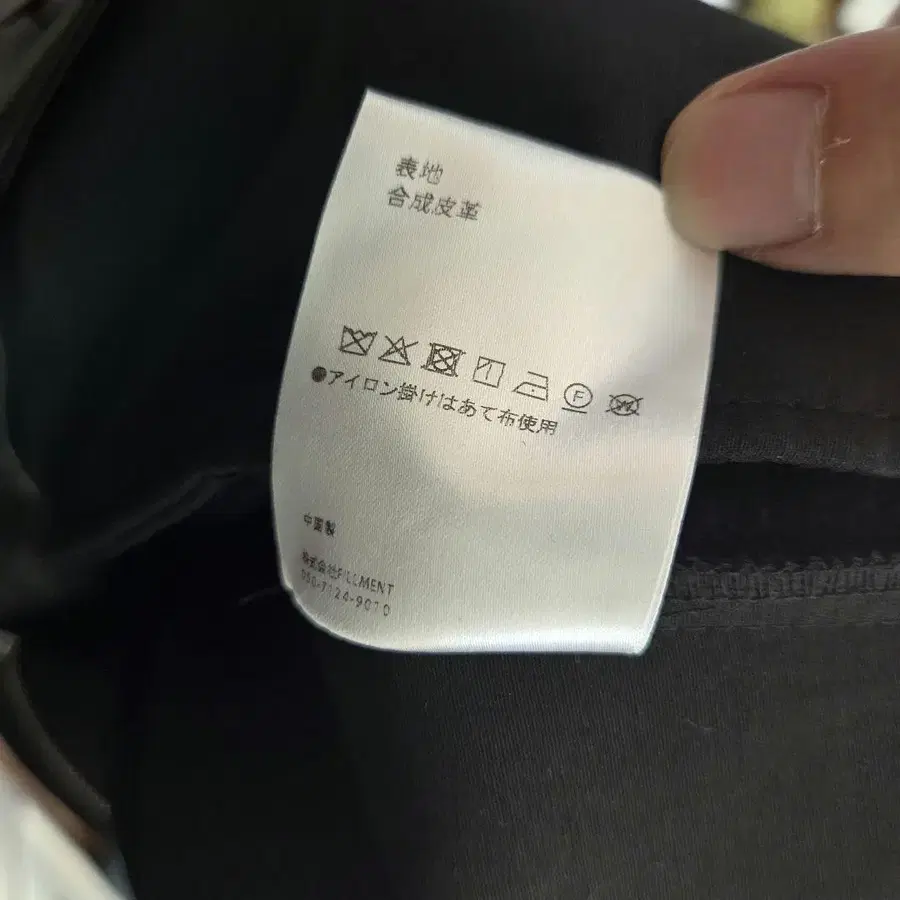 表地
合成皮革
F
W
●アイロン掛けはあて布使用
中国製
株式会社FILLMENT
050-7124-9070